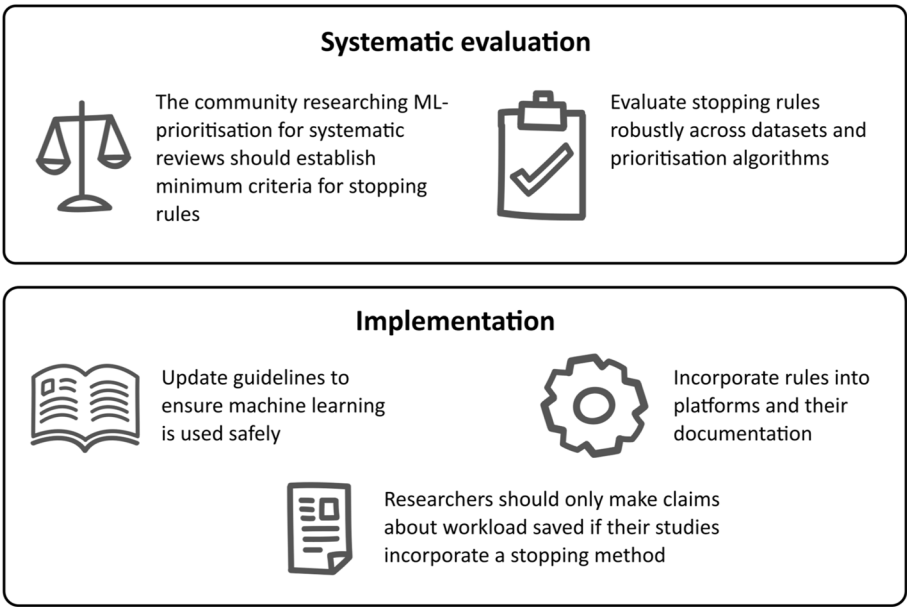 Systematic evaluation
The community researching ML-
prioritisation for systematic
reviews should establish
minimum criteria for stopping
rules
Evaluate stopping rules
robustly across datasets and
prioritisation algorithms
Implementation
Update guidelines to
ensure machine learning
is used safely
Incorporate rules into
platforms and their
documentation
Researchers should only make claims
about workload saved if their studies
incorporate a stopping method